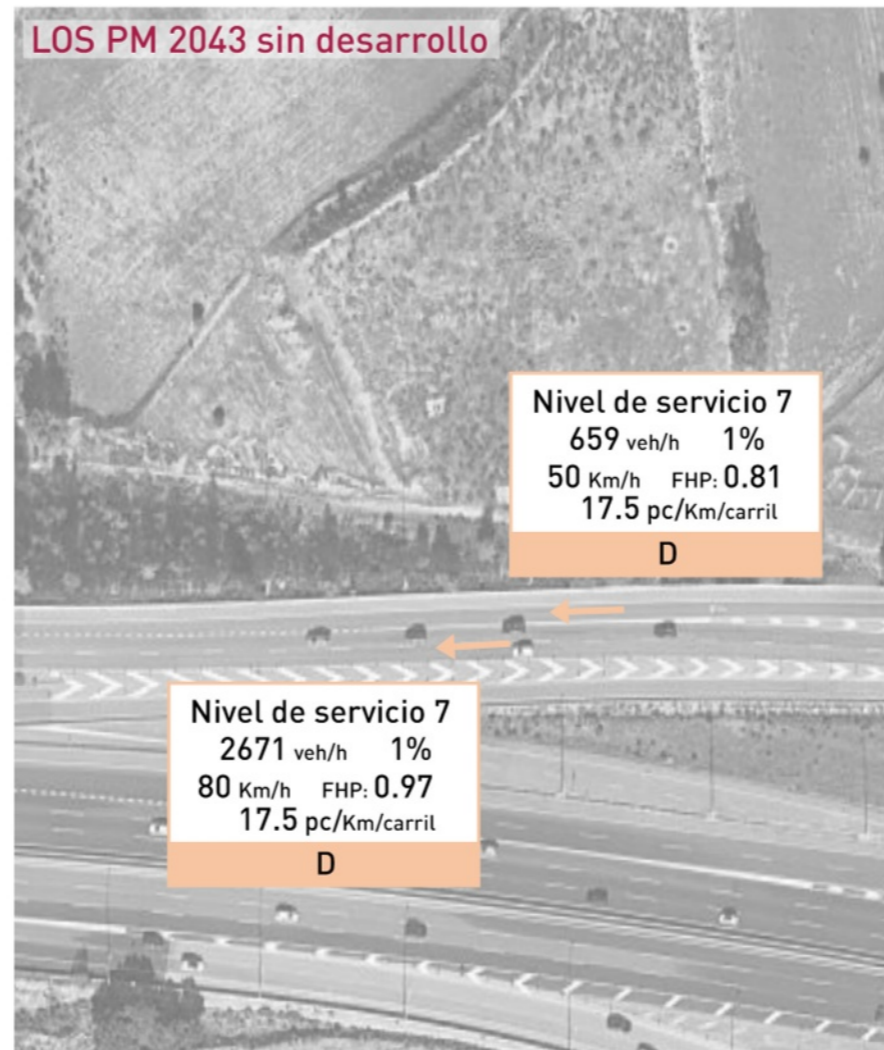 LOS PM 2043 sin desarrollo
Nivel de servicio 7
659 veh/h 1%
50 Km/h FHP: 0.81
17.5 pc/Km/carril
D
Nivel de servicio 7
2671 veh/h 1%
80 Km/h FHP: 0.97
17.5 pc/Km/carril
D